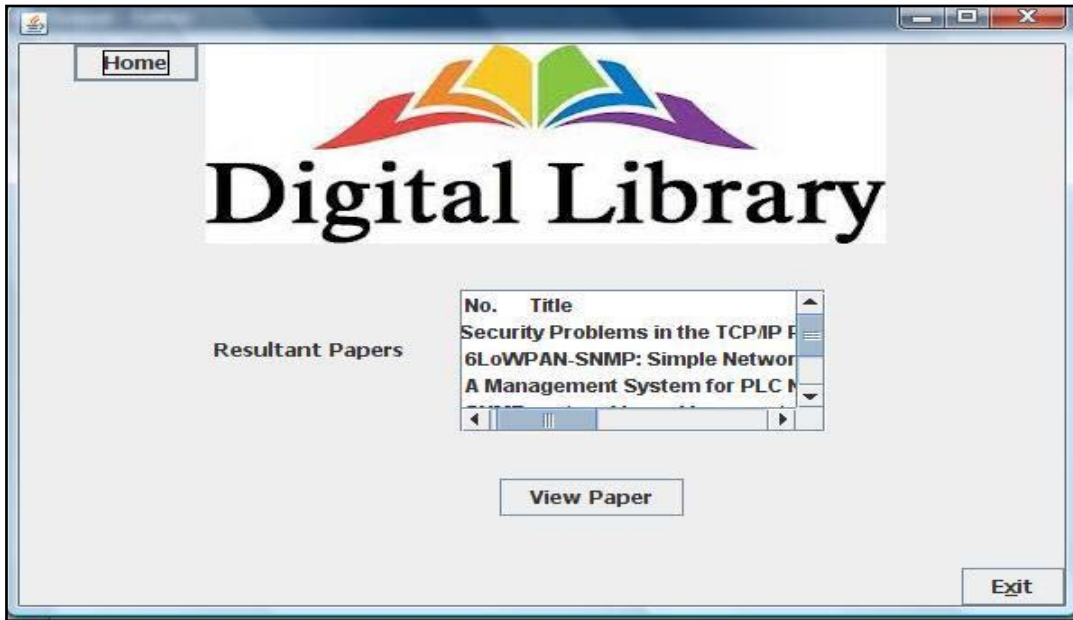 Home
Digital Library
No. Title
Security Problems in the TCP/IP
Resultant Papers
6LoWPAN-SNMP: Simple Networ
A Management System for PLC
View Paper
Exit